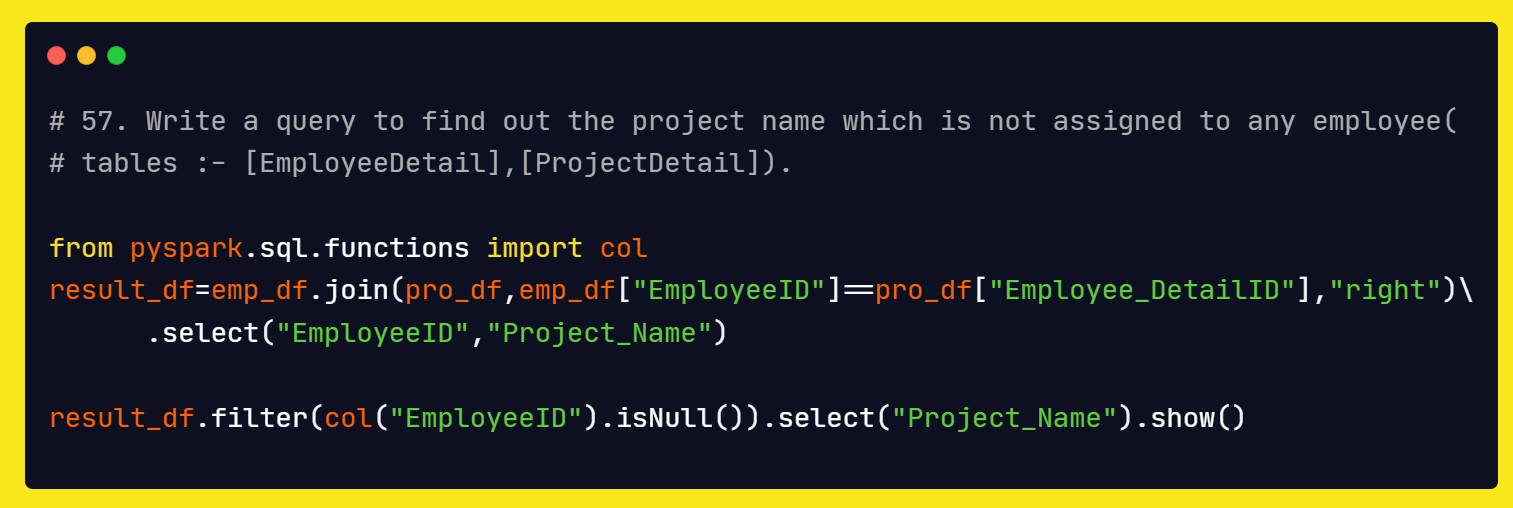 # 57. Write a query to find out the project name which is not assigned to any employee(
# tables :- [EmployeeDetail],[ProjectDetail]).
from pyspark.sql.functions import col
result_df=emp_df.join(pro_df,emp_df["EmployeeID"]==pro_df["Employee_DetailID"],"right")\
.select("EmployeeID","Project_Name")
result_df.filter(col("EmployeeID").isNull()).select("Project_Name").show()